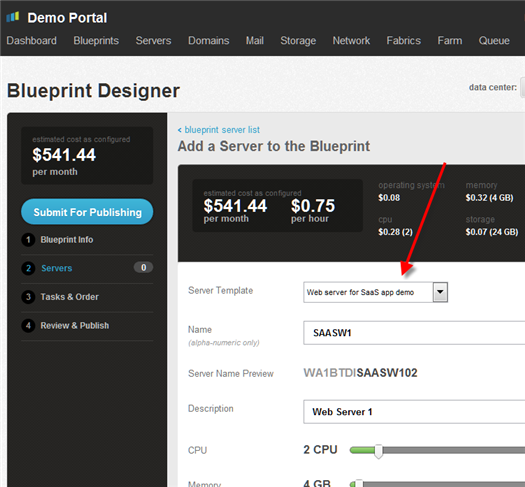 Demo Portal
Dashboard Blueprints Servers Domains Mail Storage Network Fabrics Farm Queue
Blueprint Designer
data center:
estimated cost as configured
$541.44
per month
Submit For Publishing
1 Blueprint Info
2 Servers 0
3 Tasks & Order
4 Review & Publish
< blueprint server list
Add a Server to the Blueprint
estimated cost as configured
$541.44 $0.75
per month per hour
operating system memory
$0.08 $0.32 (4 GB)
cpu storage
$0.28 (2) $0.07 (24 GB)
Server Template Web server for SaaS app demo
Name SAASW1
(alpha-numeric only)
Server Name Preview WA1BTDISAASW102
Description Web Server 1
CPU 2 CPU
Memory 4 GB